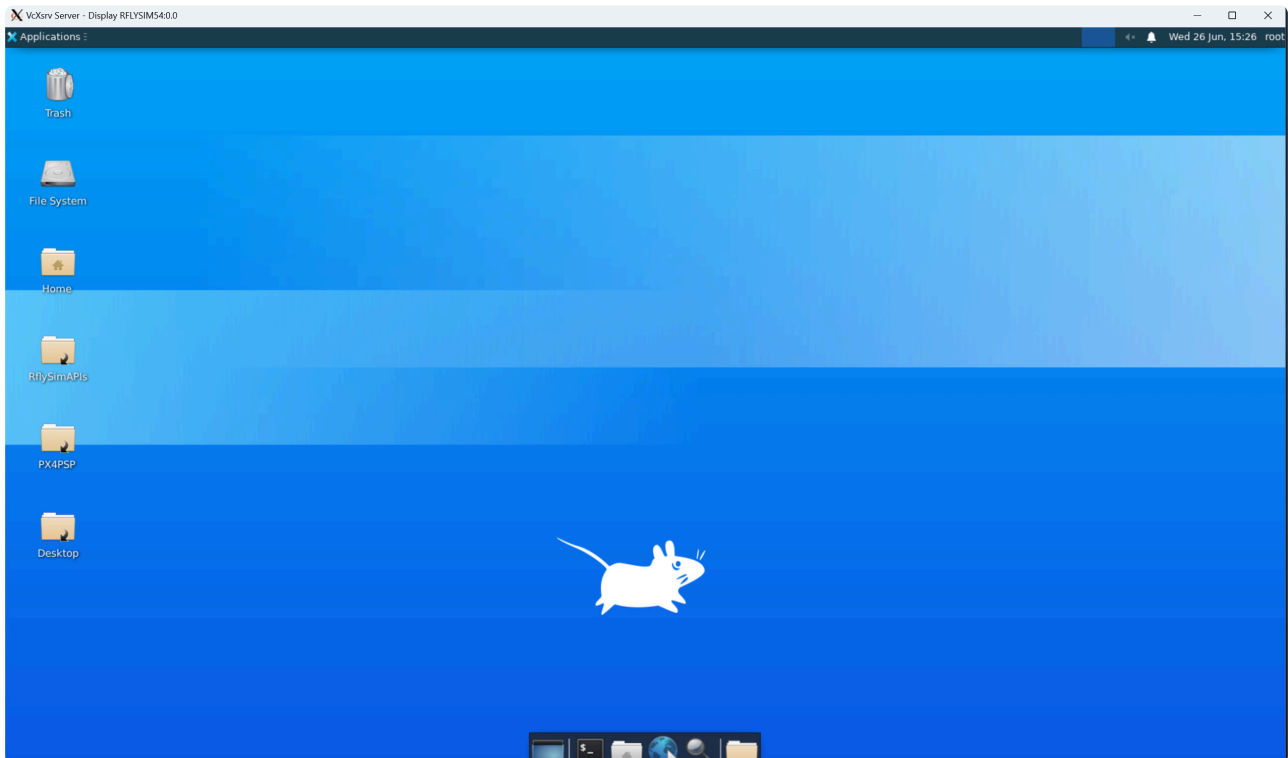 VcXsrv Server - Display RFLYSIM54:0.0
Applications
Wed 26 Jun, 15:26 root
Trash
File System
Home
RflySimAPIs
PX4PSP
Desktop
$_